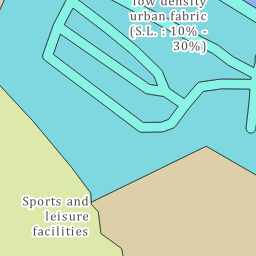 low density
urban fabric
(S.L. : 10% -
30%)
Sports and
leisure
facilities